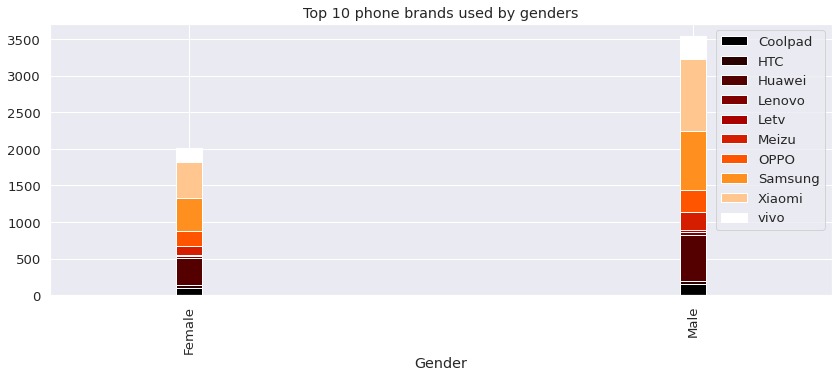 Top 10 phone brands used by genders
3500
3000
2500
2000
1500
1000
500
0
Coolpad
HTC
Huawei
Lenovo
Letv
Meizu
OPPO
Samsung
Xiaomi
vivo
Female
Male
Gender